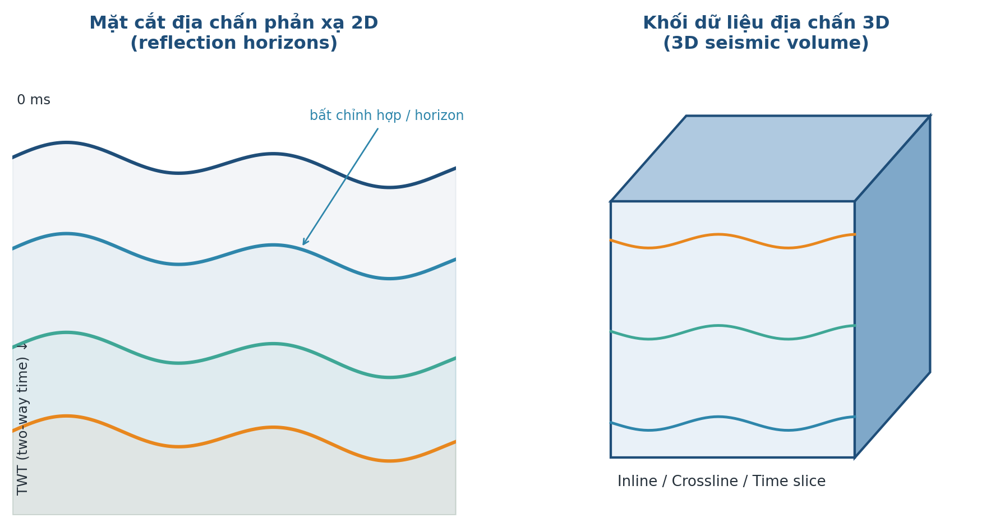 Mặt cắt địa chấn phản xạ 2D
(reflection horizons)
0 ms
bất chỉnh hợp / horizon
TWT (two-way time) →
Khối dữ liệu địa chấn 3D
(3D seismic volume)
Inline / Crossline / Time slice